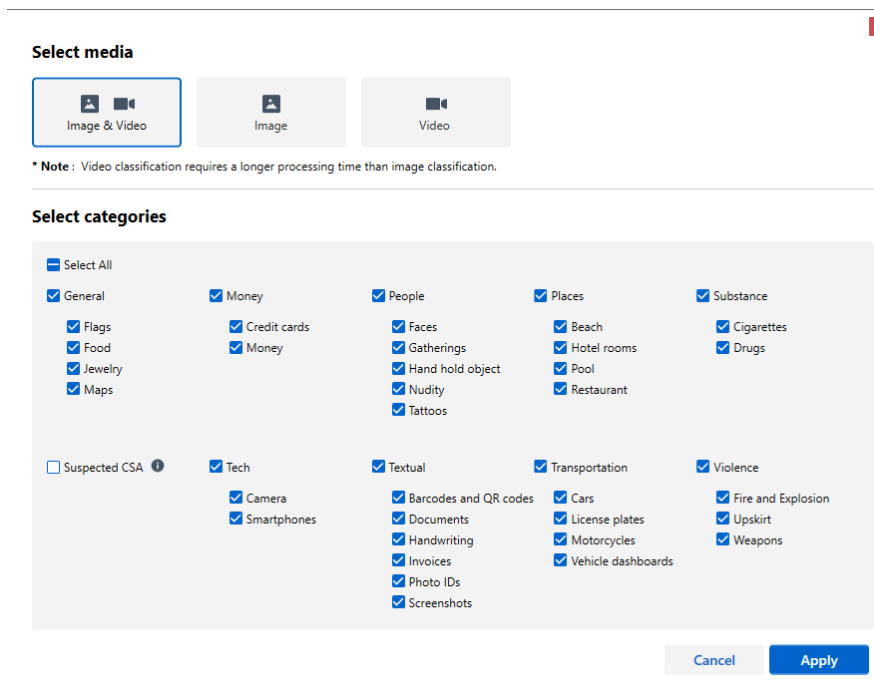 Select media
Image & Video
Image
Video
* Note : Video classification requires a longer processing time than image classification.
Select categories
Select All
General
Flags
Food
Jewelry
Maps
Money
Credit cards
Money
People
Faces
Gatherings
Hand hold object
Nudity
Tattoos
Places
Beach
Hotel rooms
Pool
Restaurant
Substance
Cigarettes
Drugs
Suspected CSA
Tech
Camera
Smartphones
Textual
Barcodes and QR codes
Documents
Handwriting
Invoices
Photo IDs
Screenshots
Transportation
Cars
License plates
Motorcycles
Vehicle dashboards
Violence
Fire and Explosion
Upskirt
Weapons
Cancel
Apply